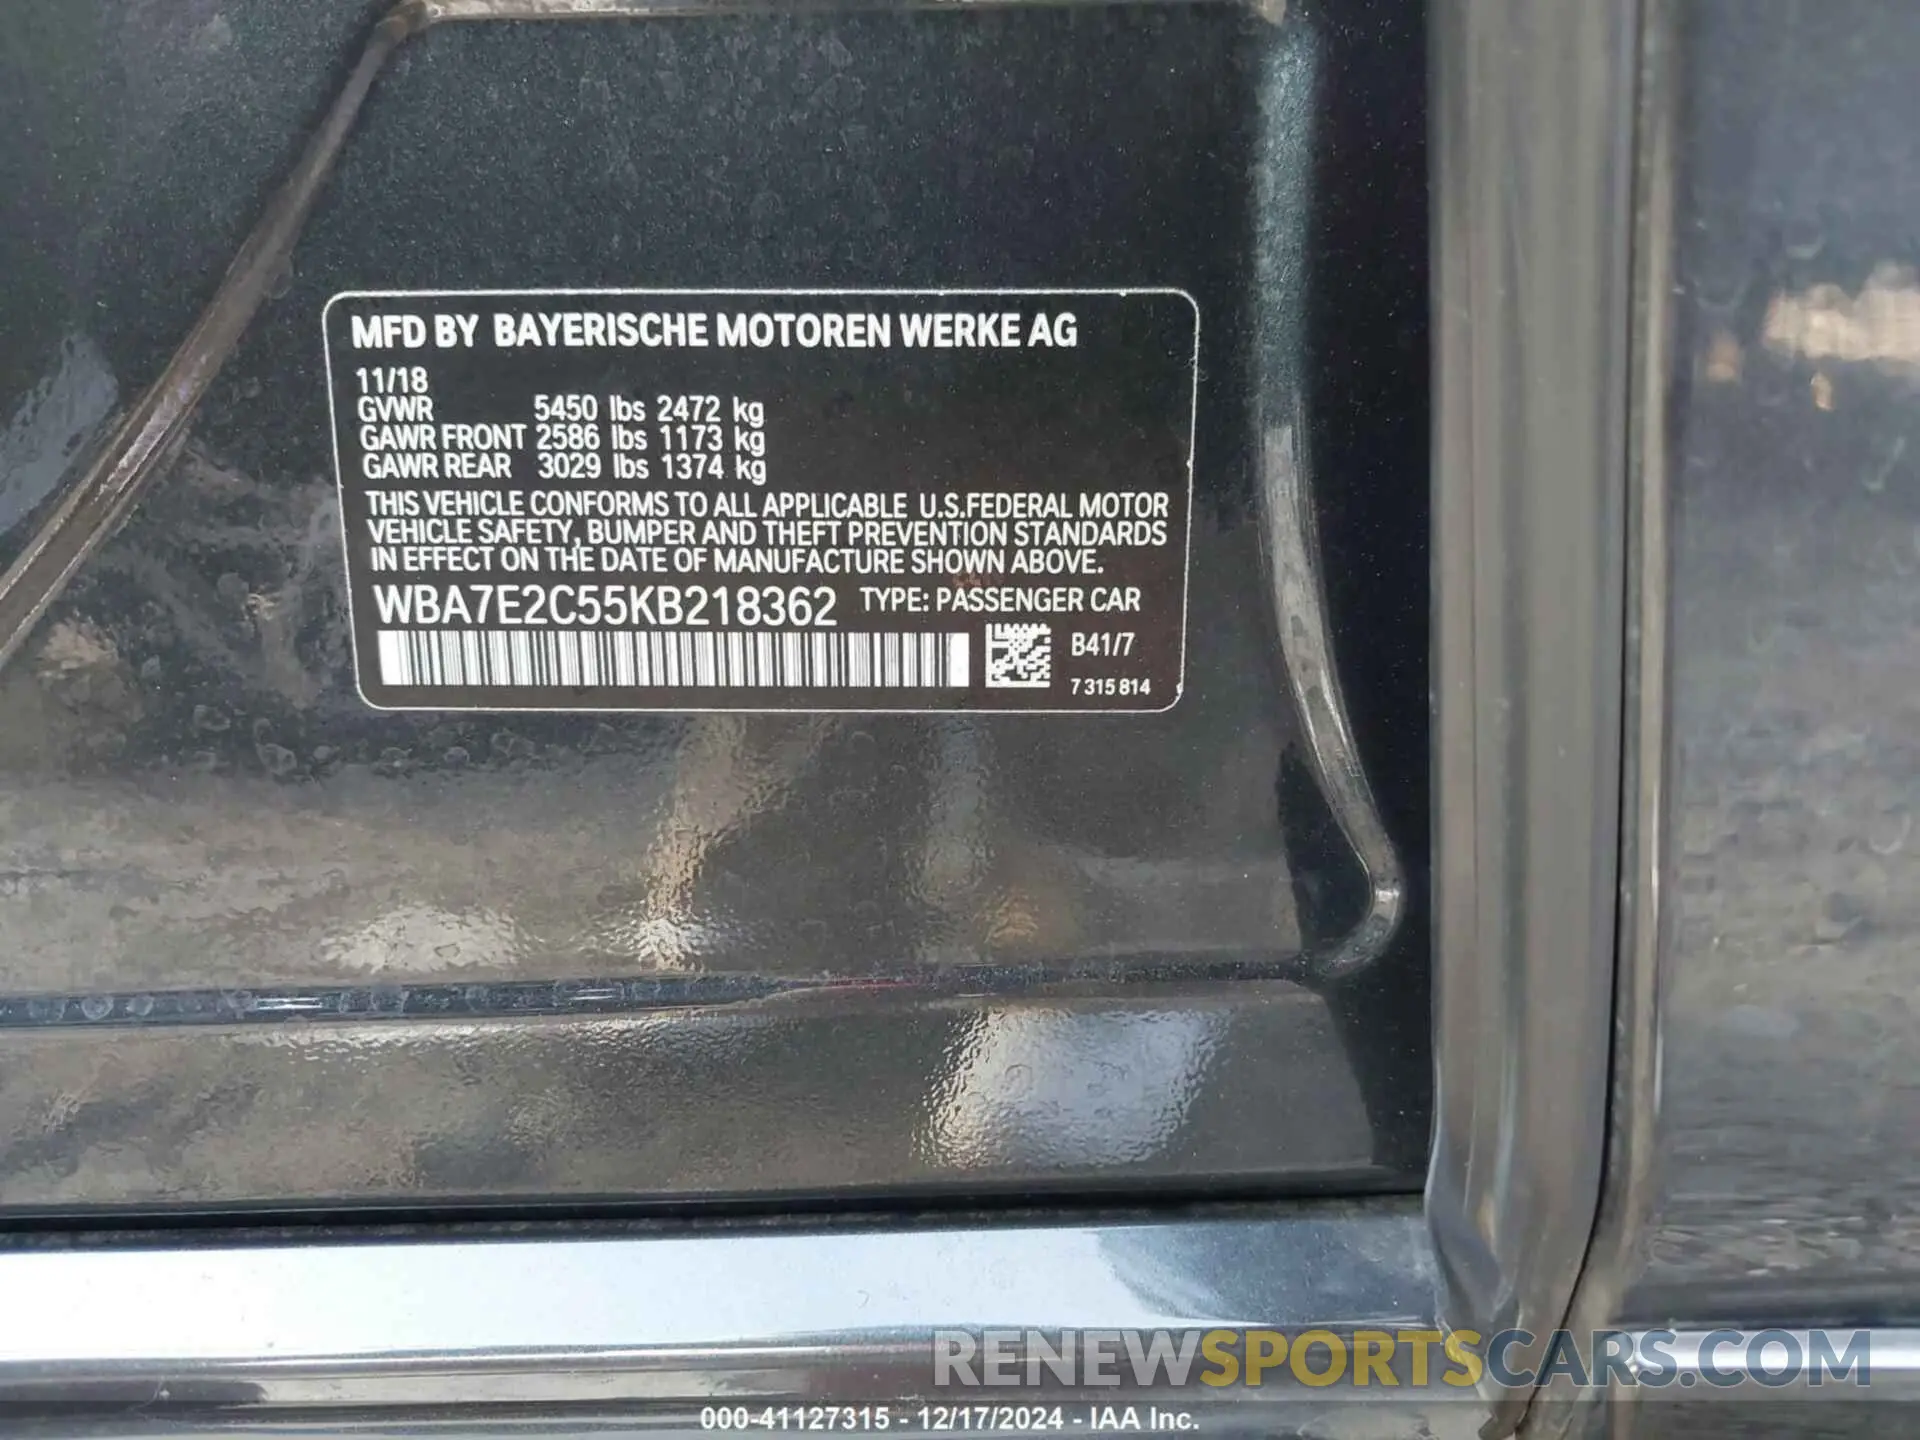 MFD BY BAYERISCHE MOTOREN WERKE AG
11/18
GVWR 5450 lbs 2472 kg
GAWR FRONT 2586 lbs 1173 kg
GAWR REAR 3029 lbs 1374 kg
THIS VEHICLE CONFORMS TO ALL APPLICABLE U.S.FEDERAL MOTOR
VEHICLE SAFETY, BUMPER AND THEFT PREVENTION STANDARDS
IN EFFECT ON THE DATE OF MANUFACTURE SHOWN ABOVE.
WBA7E2C55KB218362 TYPE: PASSENGER CAR
B41/7
7 315 814
RENEWSPORTSCARS.COM
000-41127315 - 12/17/2024 - IAA Inc.